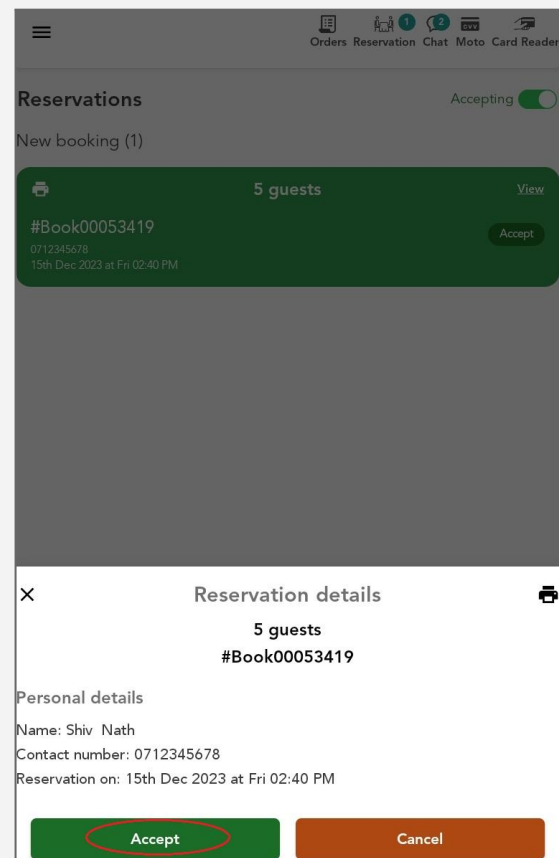 1 2
Orders Reservation Chat Moto Card Reader
CVV
Reservations
Accepting
New booking (1)
5 guests
View
#Book00053419
Accept
0712345678
15th Dec 2023 at Fri 02:40 PM
Reservation details
5 guests
#Book00053419
Personal details
Name: Shiv Nath
Contact number: 0712345678
Reservation on: 15th Dec 2023 at Fri 02:40 PM
Accept
Cancel